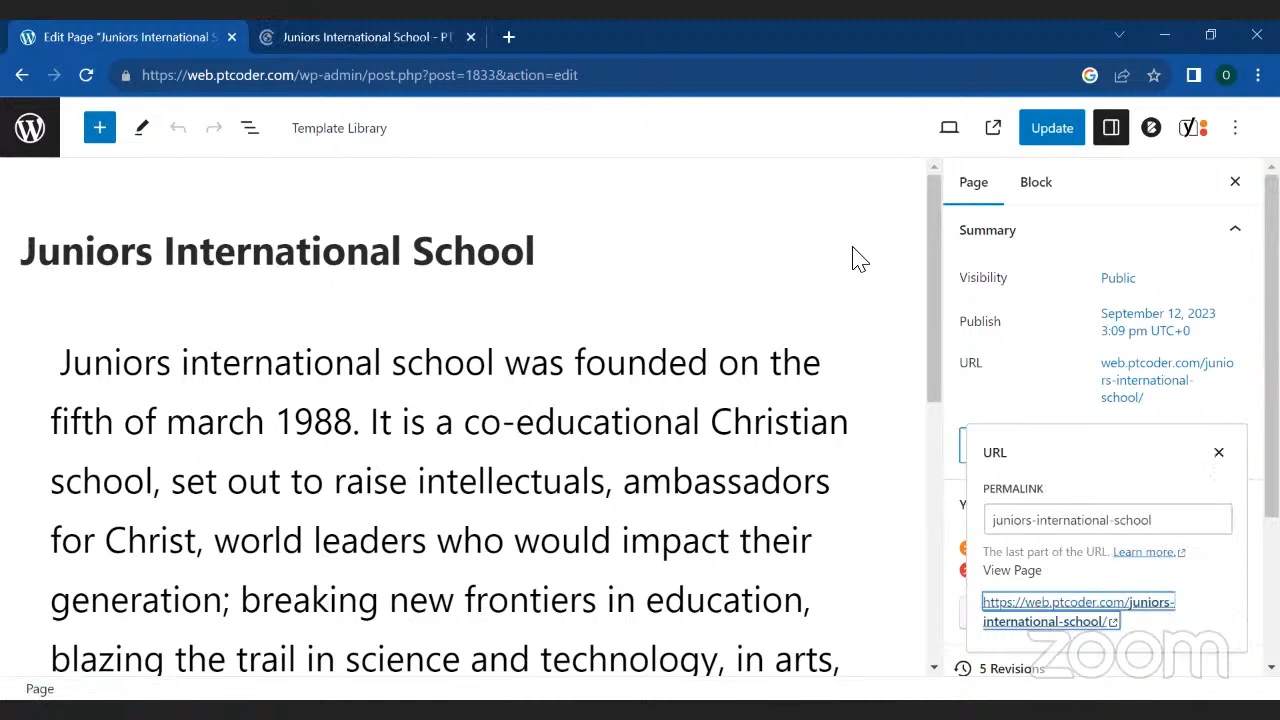 Edit Page "Juniors International S
Juniors International School - PT
https://web.ptcoder.com/wp-admin/post.php?post=1833&action=edit
O
Template Library
Update
Page
Block
Summary
Juniors International School
Visibility
Public
Publish
September 12, 2023
3:09 pm UTC+0
URL
web.ptcoder.com/junio
rs-international-
school/
Juniors international school was founded on the
fifth of march 1988. It is a co-educational Christian
school, set out to raise intellectuals, ambassadors
for Christ, world leaders who would impact their
generation; breaking new frontiers in education,
blazing the trail in science and technology, in arts,
URL
PERMALINK
juniors-international-school
The last part of the URL. Learn more.
View Page
https://web.ptcoder.com/juniors-
international-school/
Y
5 Revisions
zoom
Page